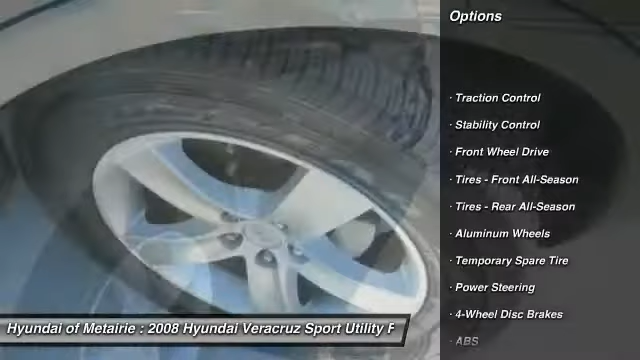 Options
· Traction Control
· Stability Control
· Front Wheel Drive
· Tires - Front All-Season
· Tires - Rear All-Season
· Aluminum Wheels
· Temporary Spare Tire
· Power Steering
· 4-Wheel Disc Brakes
· ABS
Hyundai of Metairie : 2008 Hyundai Veracruz Sport Utility F